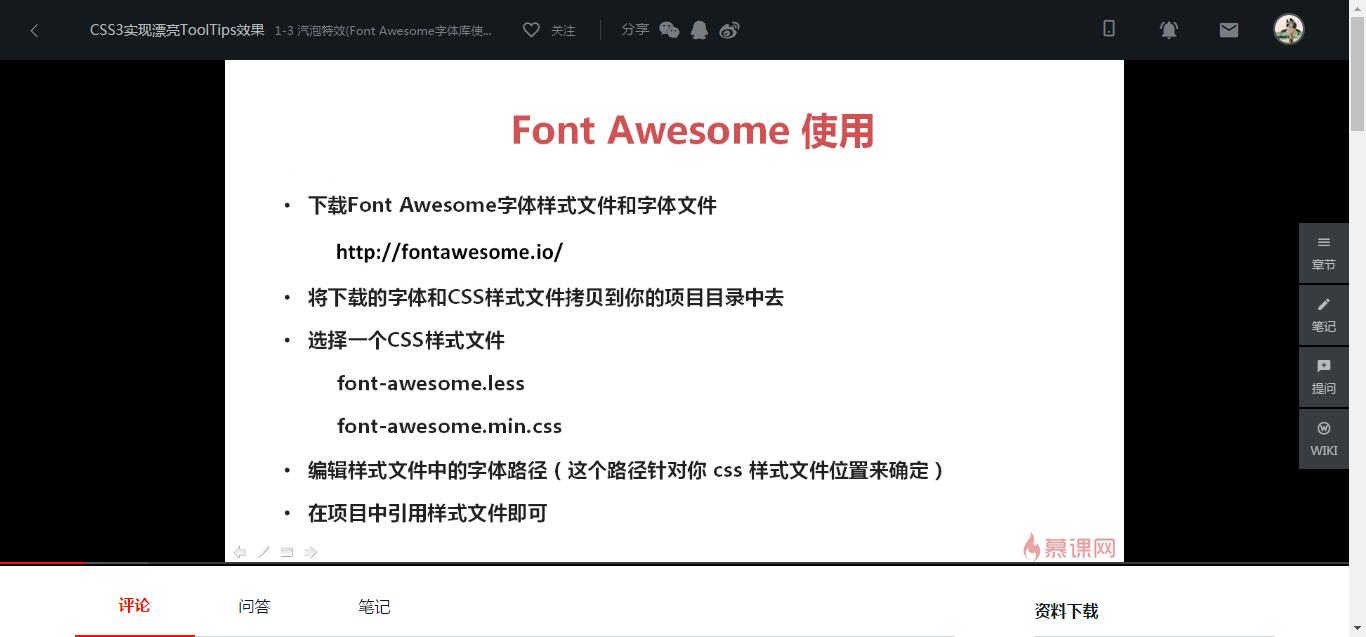 CSS3实现漂亮ToolTips效果 1-3 汽泡特效(Font Awesome字体库使... 关注 分享
Font Awesome 使用
• 下载Font Awesome字体样式文件和字体文件
http://fontawesome.io/
• 将下载的字体和CSS样式文件拷贝到你的项目目录中去
• 选择一个CSS样式文件
font-awesome.less
font-awesome.min.css
• 编辑样式文件中的字体路径（这个路径针对你 css 样式文件位置来确定）
• 在项目中引用样式文件即可
慕课网
章节
笔记
提问
WIKI
评论 问答 笔记
资料下载